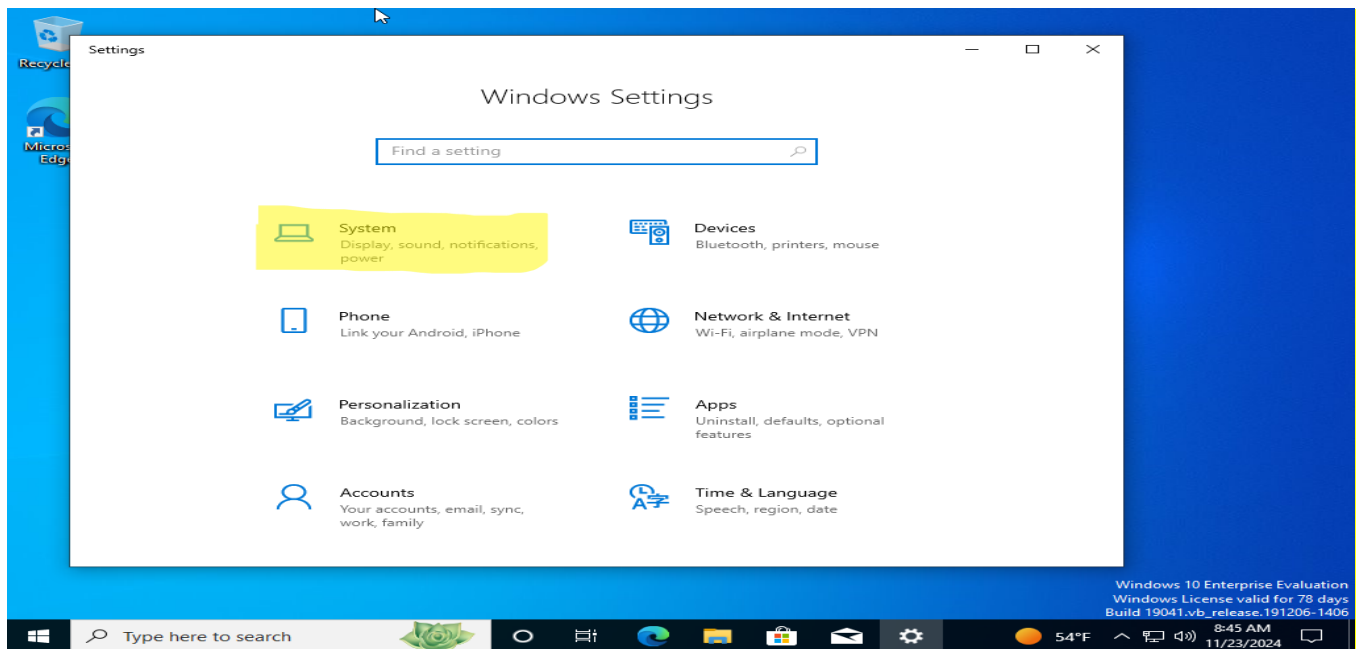 Recycle
Micros
Edge
Settings
Windows Settings
Find a setting
System
Display, sound, notifications,
power
Devices
Bluetooth, printers, mouse
Phone
Link your Android, iPhone
Network & Internet
Wi-Fi, airplane mode, VPN
Personalization
Background, lock screen, colors
Apps
Uninstall, defaults, optional
features
Accounts
Your accounts, email, sync,
work, family
Time & Language
Speech, region, date
Windows 10 Enterprise Evaluation
Windows License valid for 78 days
Build 19041.vb_release.191206-1406
Type here to search
54°F
8:45 AM
11/23/2024